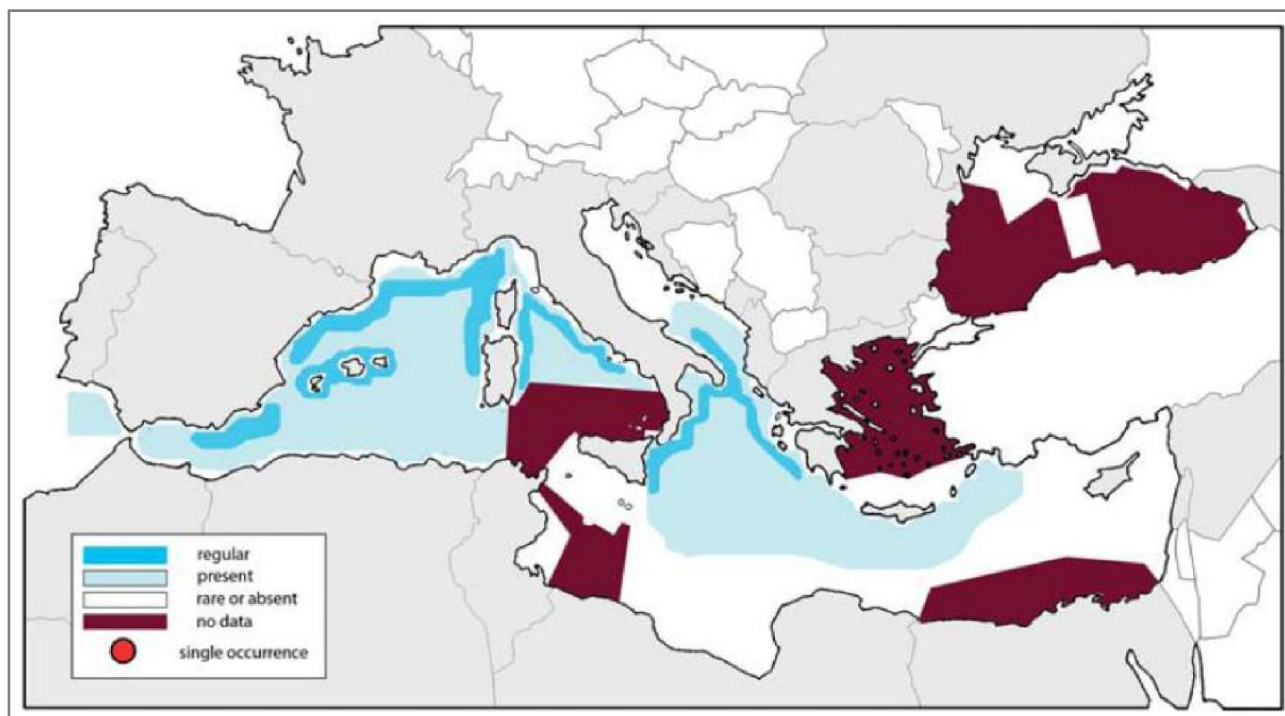 regular
present
rare or absent
no data
single occurrence